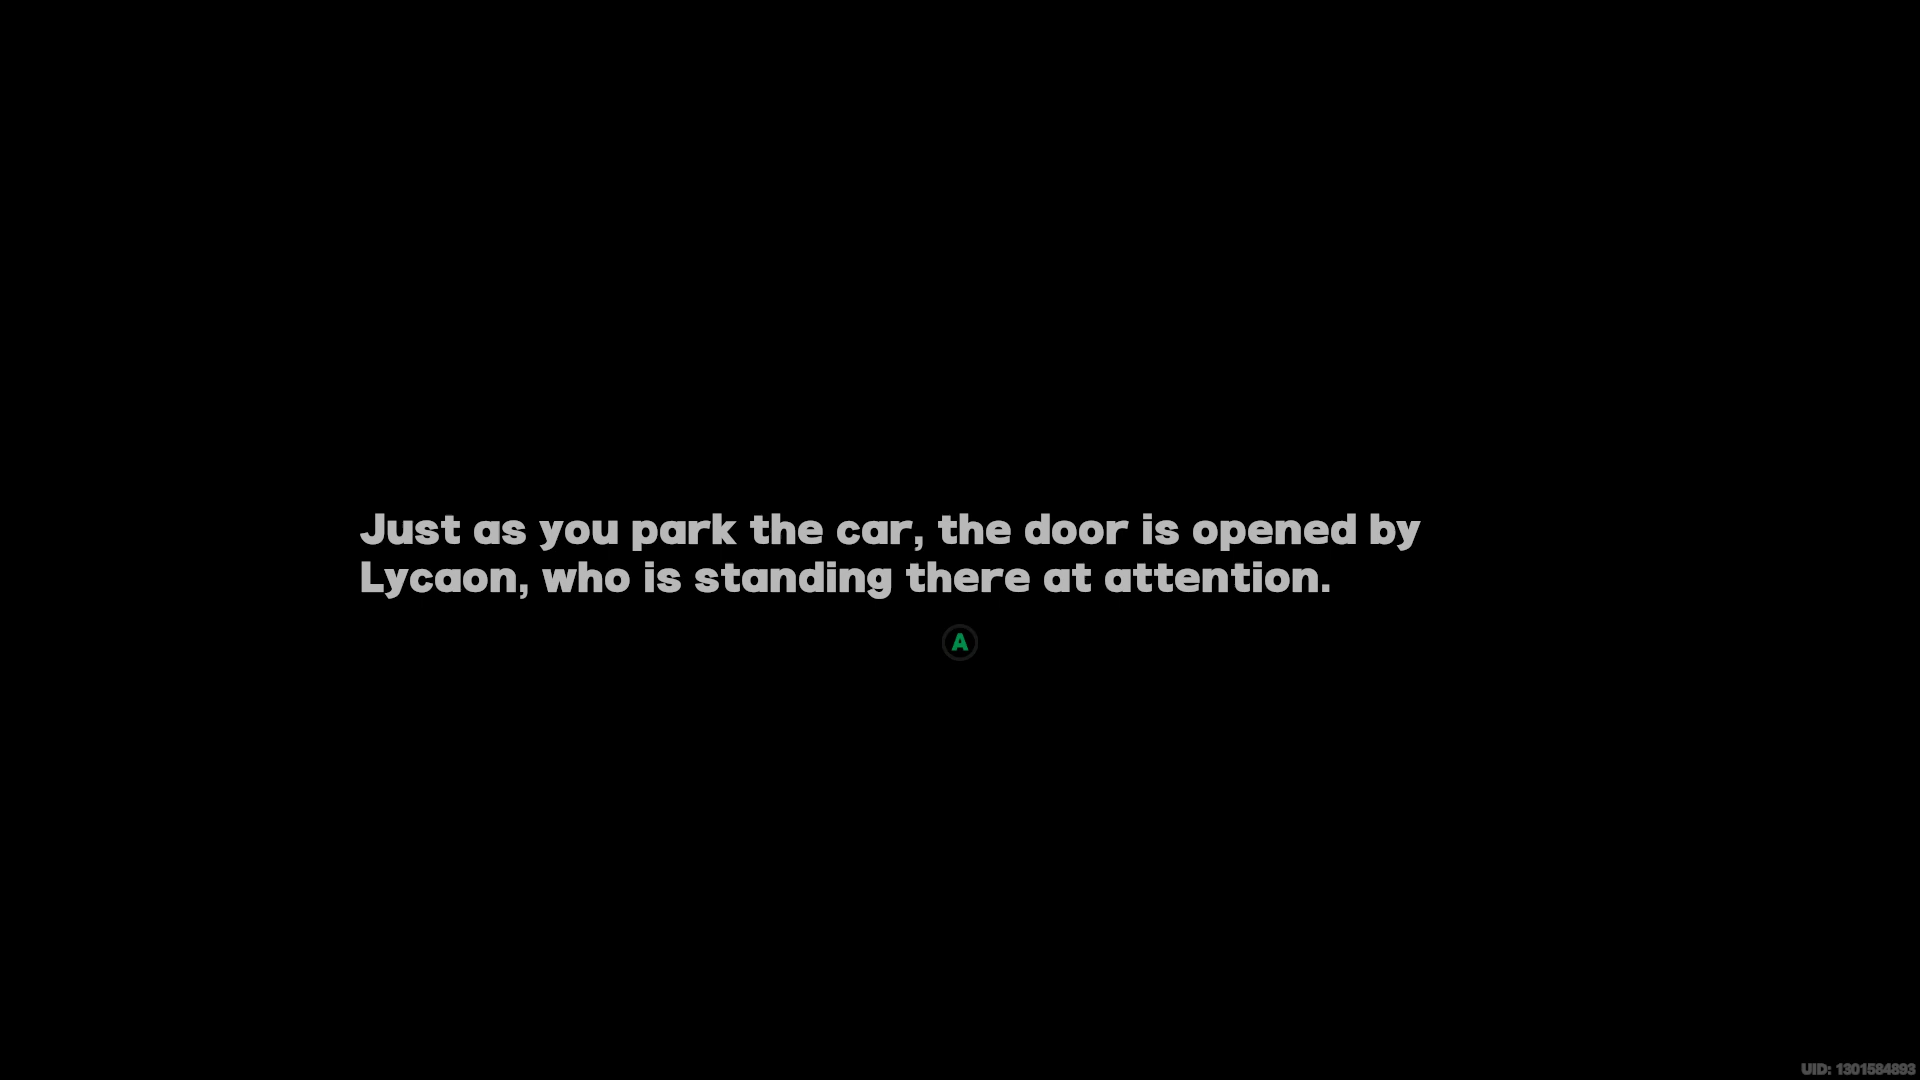 Just as you park the car, the door is opened by
Lycaon, who is standing there at attention.
A
UID: 1301584893